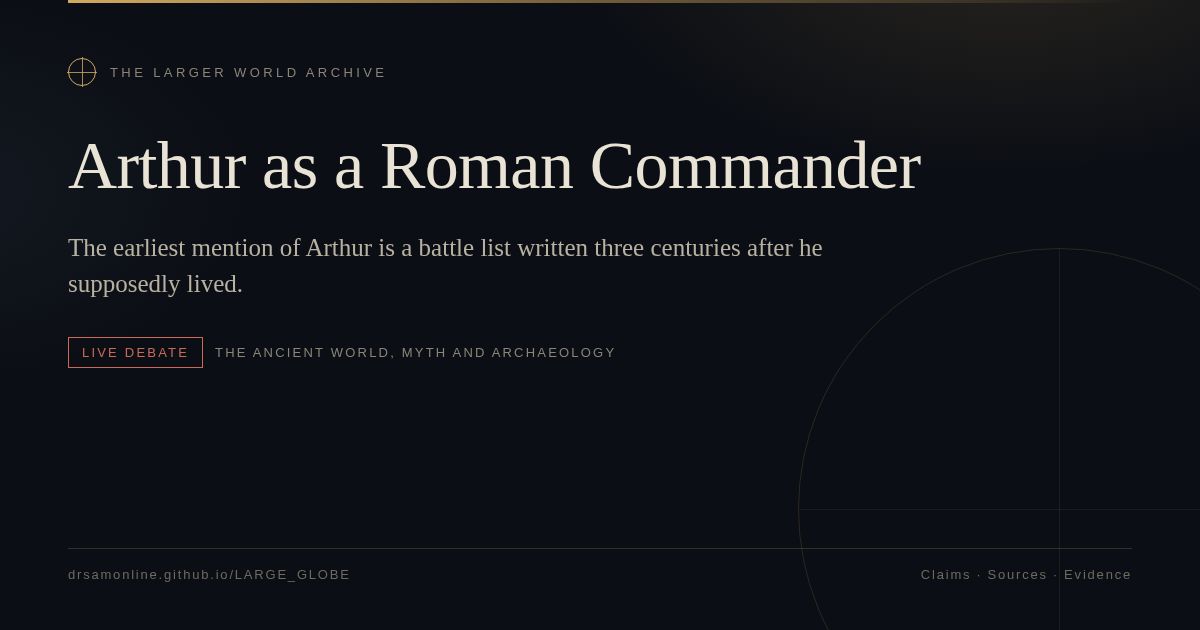 THE LARGER WORLD ARCHIVE
Arthur as a Roman Commander
The earliest mention of Arthur is a battle list written three centuries after he
supposedly lived.
LIVE DEBATE
THE ANCIENT WORLD, MYTH AND ARCHAEOLOGY
drsamonline.github.io/LARGE_GLOBE
Claims · Sources · Evidence